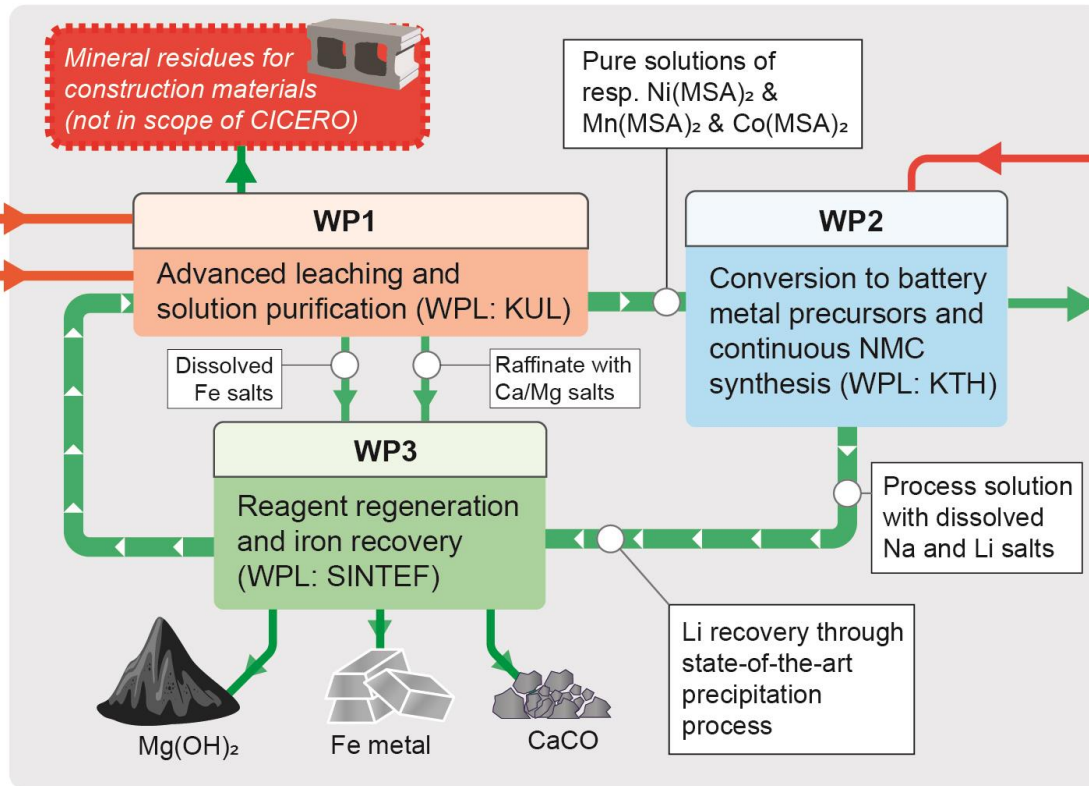 Mineral residues for
construction materials
(not in scope of CICERO)
Pure solutions of
resp. Ni(MSA)₂ &
Mn(MSA)₂ & Co(MSA)₂
WP1
Advanced leaching and
solution purification (WPL: KUL)
WP2
Conversion to battery
metal precursors and
continuous NMC
synthesis (WPL: KTH)
Dissolved
Fe salts
Raffinate with
Ca/Mg salts
WP3
Reagent regeneration
and iron recovery
(WPL: SINTEF)
Process solution
with dissolved
Na and Li salts
Li recovery through
state-of-the-art
precipitation
process
Mg(OH)₂
Fe metal
CaCO